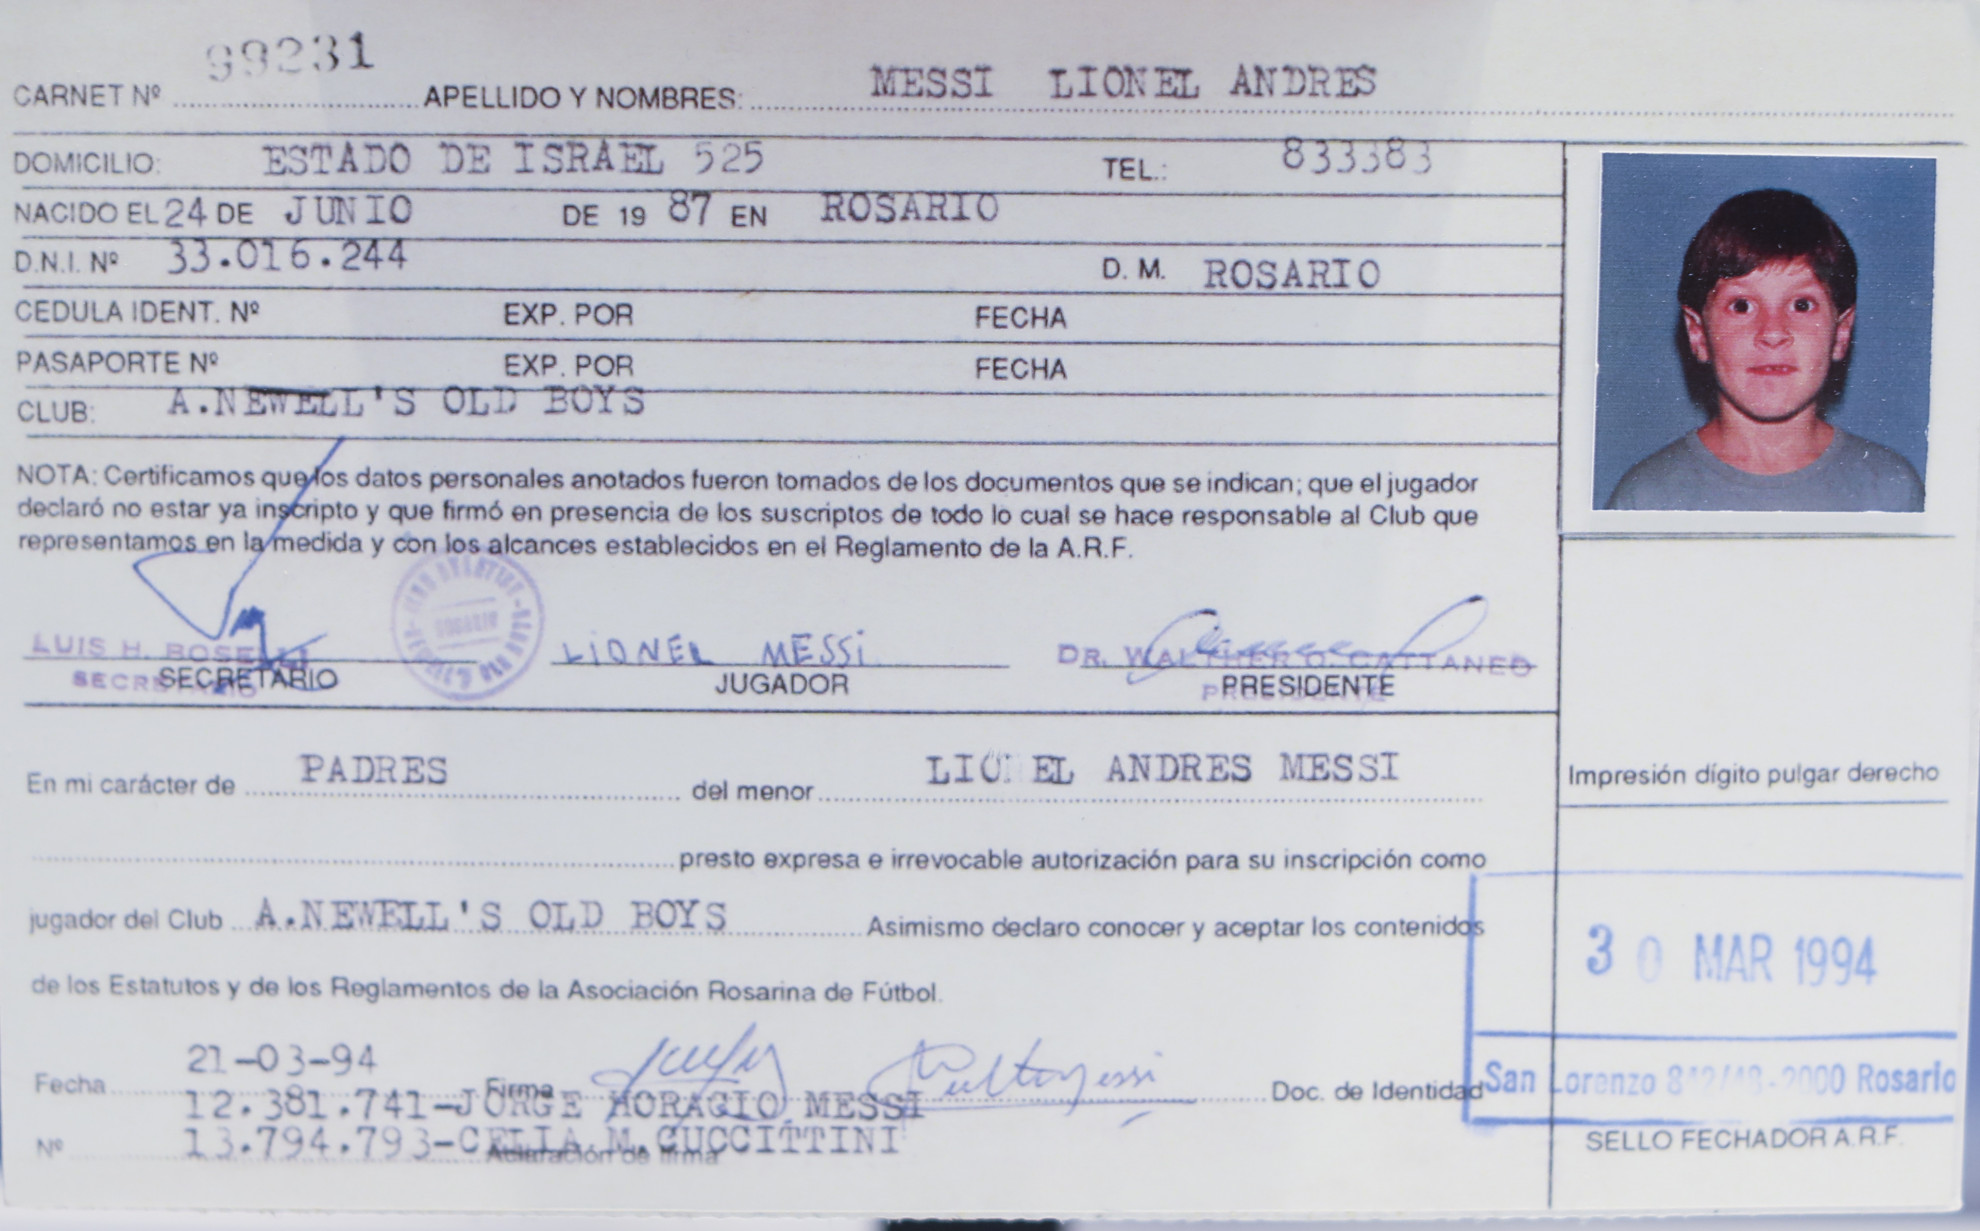 CARNET Nº 99231 APELLIDO Y NOMBRES: MESSI LIONEL ANDRES
DOMICILIO: ESTADO DE ISRAEL 525 TEL.: 833383
NACIDO EL 24 DE JUNIO DE 19 87 EN ROSARIO
D.N.I. Nº 33.016.244 D. M. ROSARIO
CEDULA IDENT. Nº EXP. POR FECHA
PASAPORTE Nº EXP. POR FECHA
CLUB: A.NEWELL'S OLD BOYS
NOTA: Certificamos que los datos personales anotados fueron tomados de los documentos que se indican; que el jugador
declaró no estar ya inscripto y que firmó en presencia de los suscriptos de todo lo cual se hace responsable al Club que
representamos en la medida y con los alcances establecidos en el Reglamento de la A.R.F.
LUIS H. LIONEL MESSI DR. WALTHER O. CATTANEO
SECRETARIO
SECRETARIO JUGADOR PRESIDENTE
PRESIDENTE
En mi carácter de PADRES del menor LIONEL ANDRES MESSI
Impresión dígito pulgar derecho
presto expresa e irrevocable autorización para su inscripción como
jugador del Club A.NEWELL'S OLD BOYS Asimismo declaro conocer y aceptar los contenidos
30 MAR 1994
de los Estatutos y de los Reglamentos de la Asociación Rosarina de Fútbol.
Fecha 21-03-94 Firma Doc. de Identidad
San Lorenzo 2000 Rosario
12.381.741-JORGE HORACIO MESSI
Nº 13.794.793-CELIA M.CUCCITTINI
Aclaración de firma
SELLO FECHADOR A.R.F.